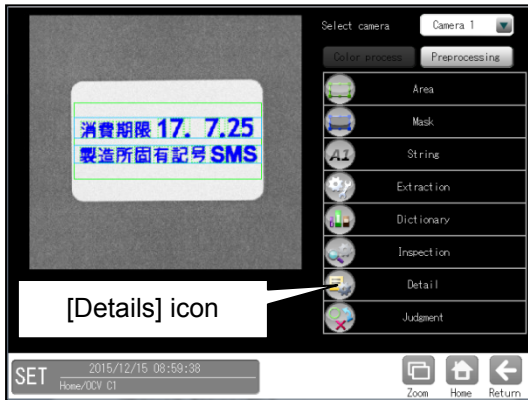 Select camera
Camera 1
Color process
Preprocessing
消費期限 17. 7.25
製造所固有記号 SMS
Area
Mask
A1
String
Extraction
Dictionary
Inspection
Detail
Judgment
[Details] icon
SET
2015/12/15 08:59:38
Home/OCV C1
Zoom
Home
Return